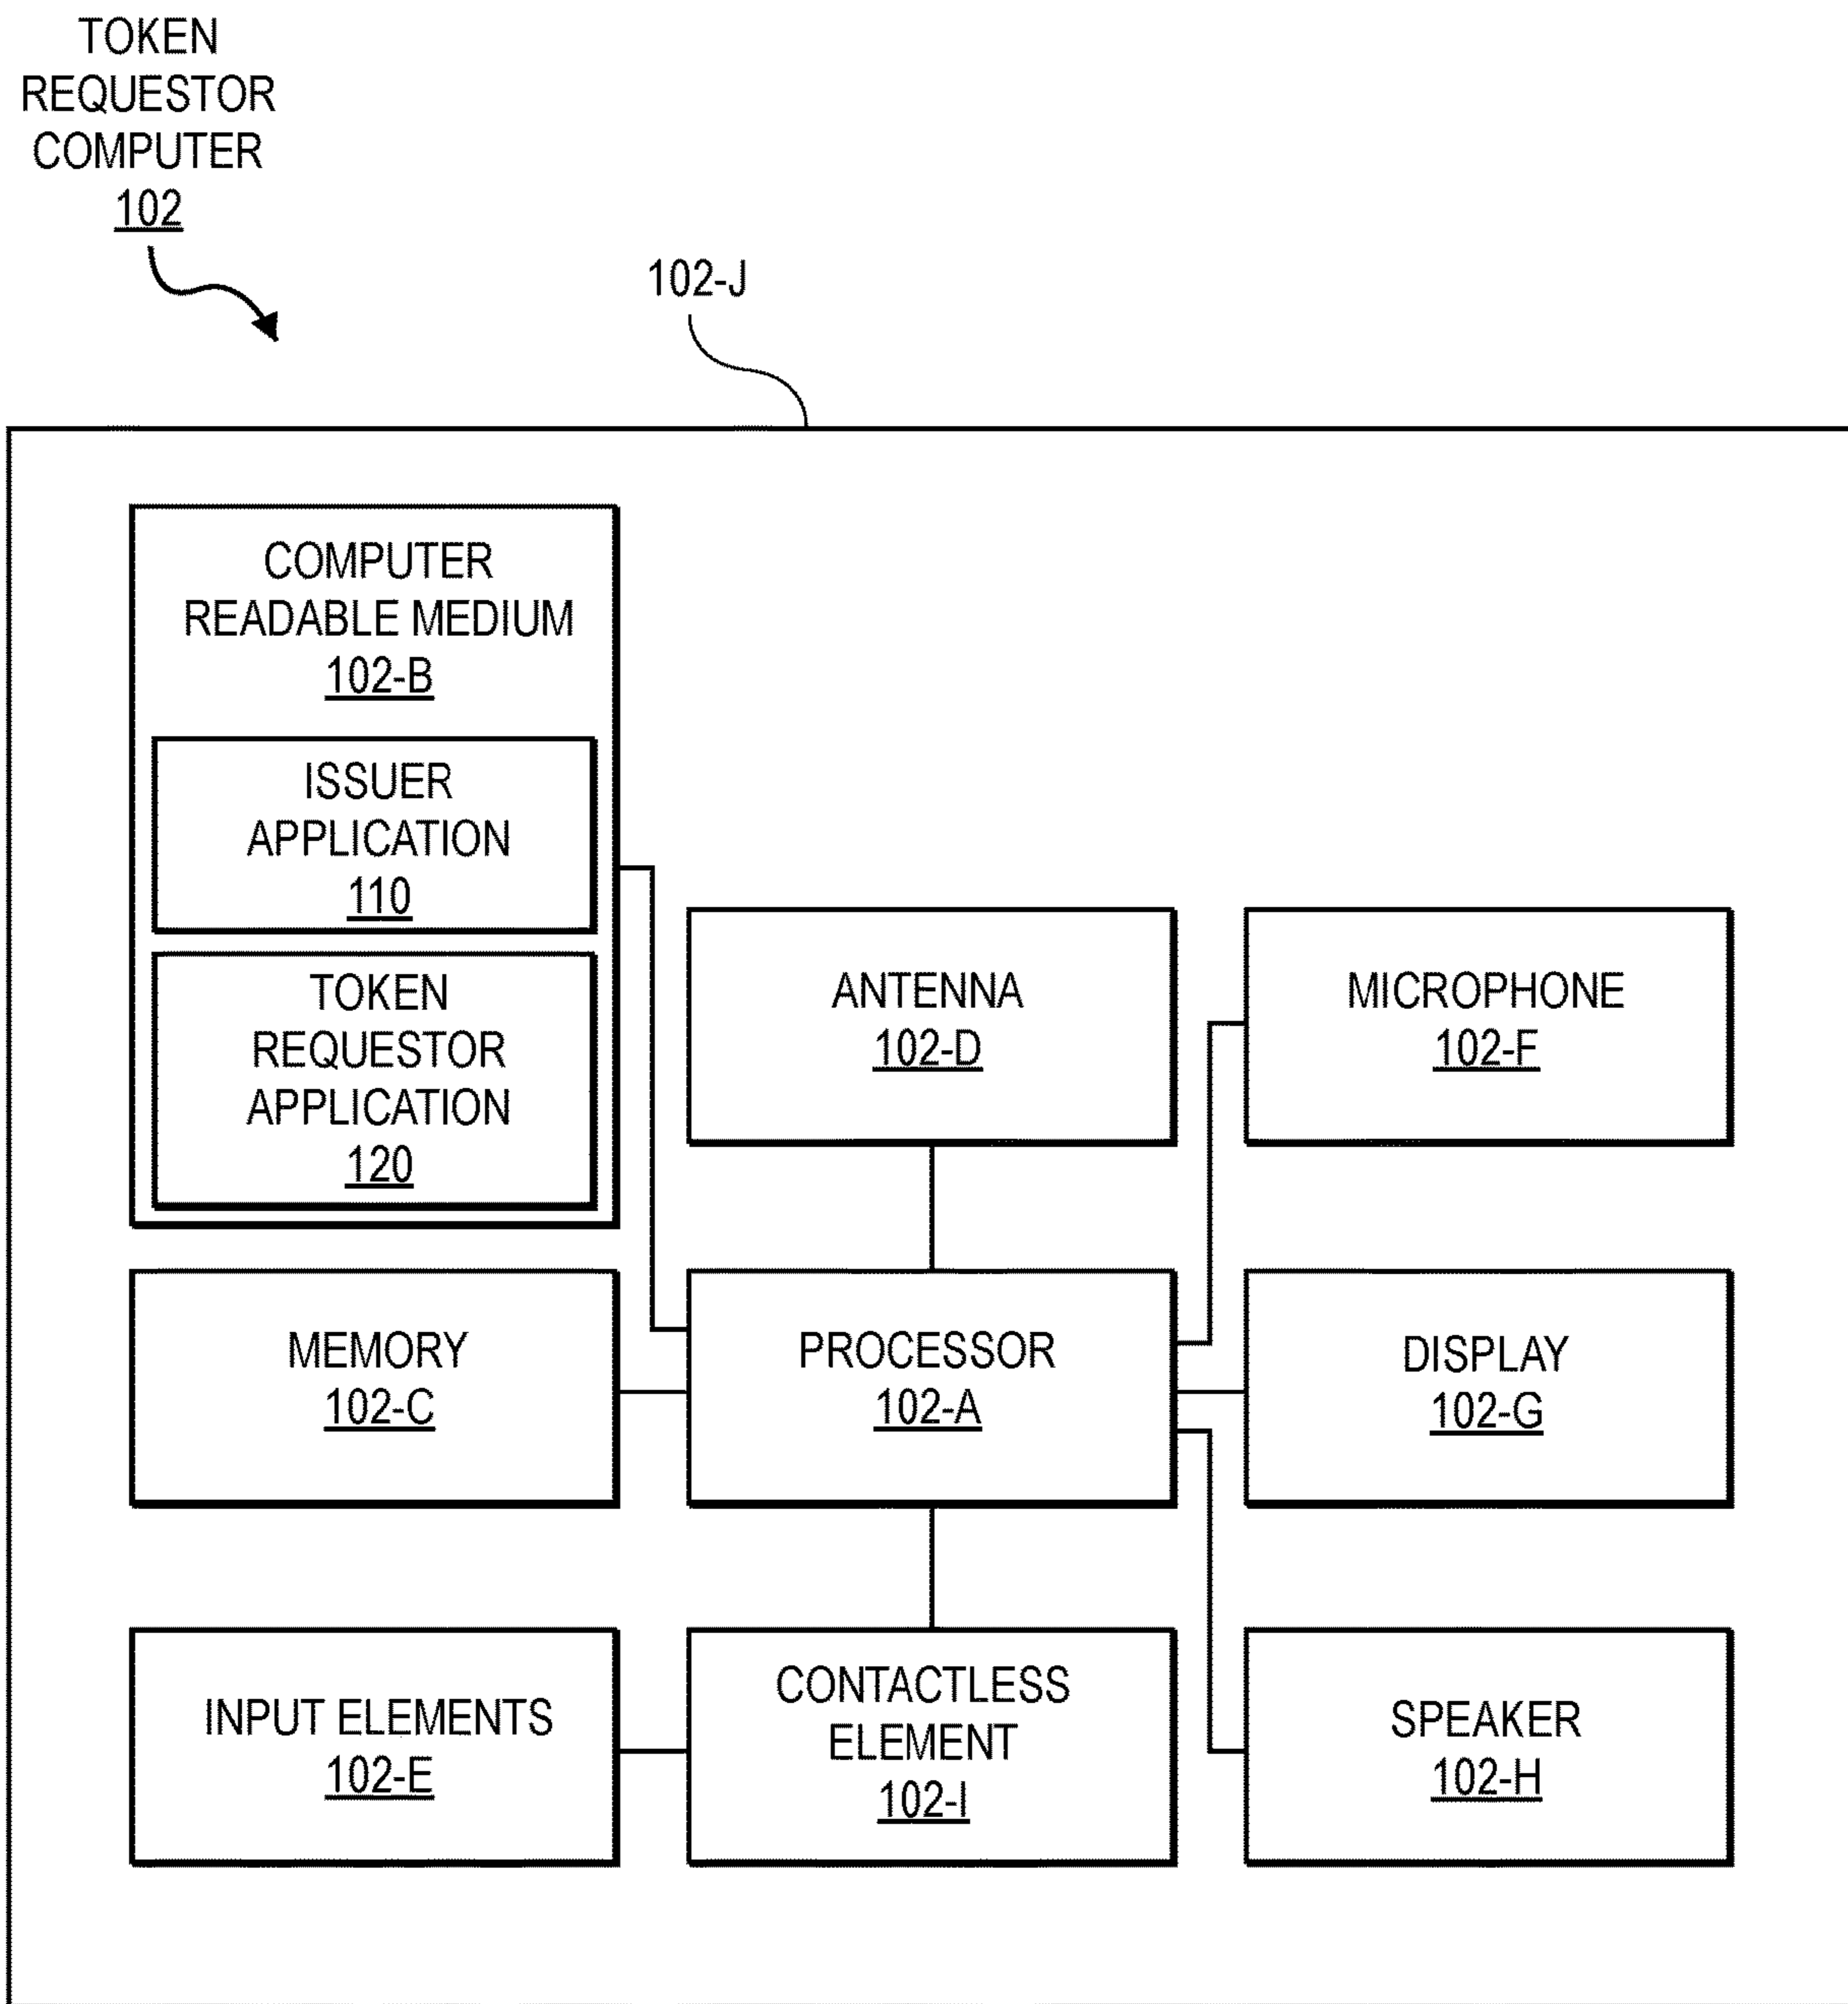 TOKEN
REQUESTOR
COMPUTER
102
102-J
COMPUTER
READABLE MEDIUM
102-B
ISSUER
APPLICATION
110
TOKEN
REQUESTOR
APPLICATION
120
ANTENNA
102-D
MICROPHONE
102-F
MEMORY
102-C
PROCESSOR
102-A
DISPLAY
102-G
INPUT ELEMENTS
102-E
CONTACTLESS
ELEMENT
102-I
SPEAKER
102-H